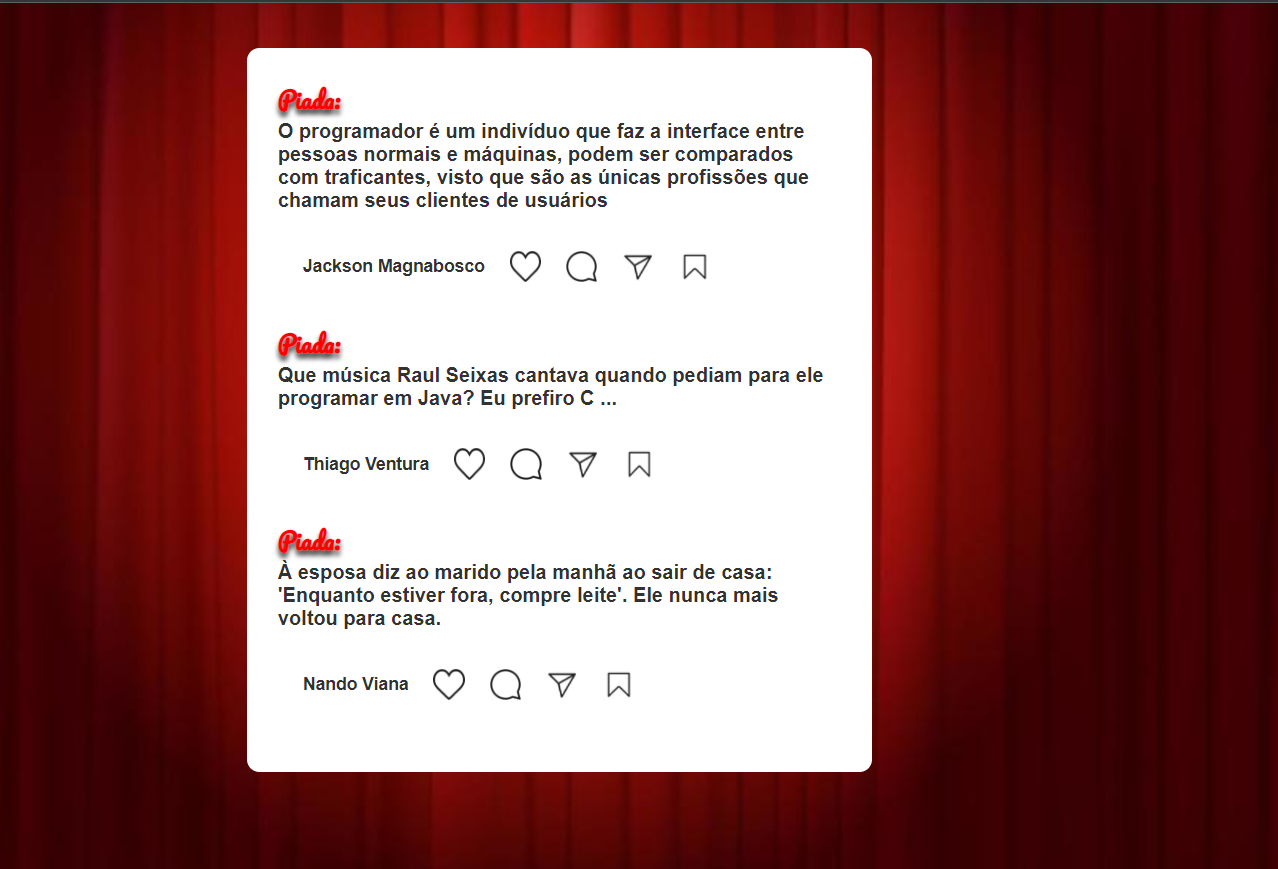 Piada:
O programador é um indivíduo que faz a interface entre
pessoas normais e máquinas, podem ser comparados
com traficantes, visto que são as únicas profissões que
chamam seus clientes de usuários
Jackson Magnabosco
Piada:
Que música Raul Seixas cantava quando pediam para ele
programar em Java? Eu prefiro C ...
Thiago Ventura
Piada:
À esposa diz ao marido pela manhã ao sair de casa:
'Enquanto estiver fora, compre leite'. Ele nunca mais
voltou para casa.
Nando Viana